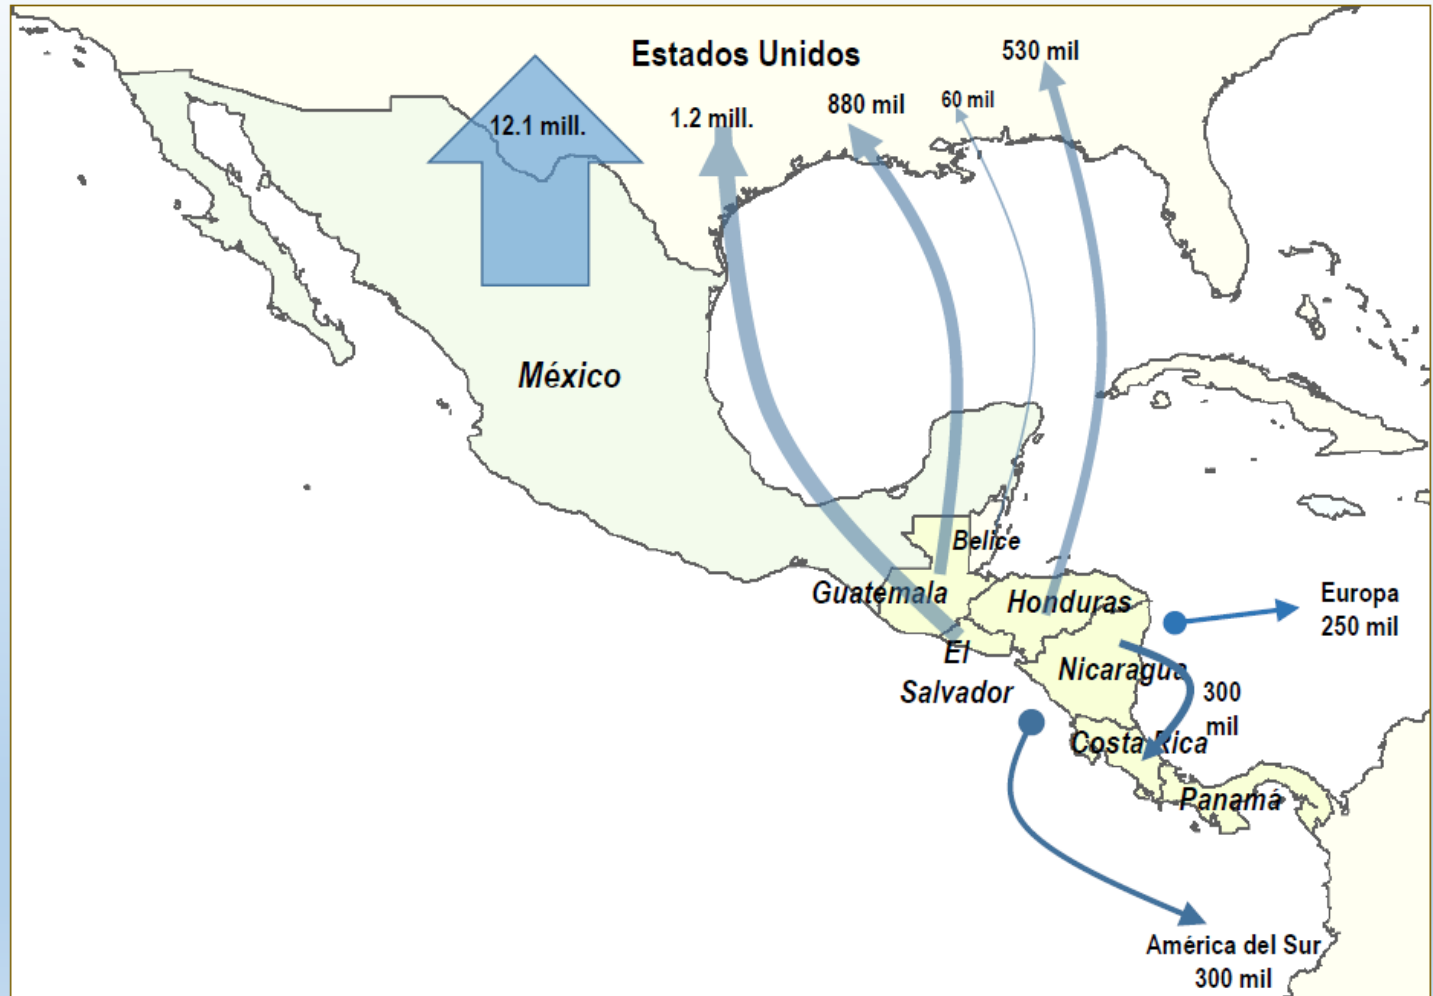 Estados Unidos
530 mil
12.1 mill.
1.2 mill.
880 mil
60 mil
México
Belice
Guatemala
Honduras
Europa
250 mil
El
Salvador
Nicaragua
300
mil
Costa Rica
Panamá
América del Sur
300 mil